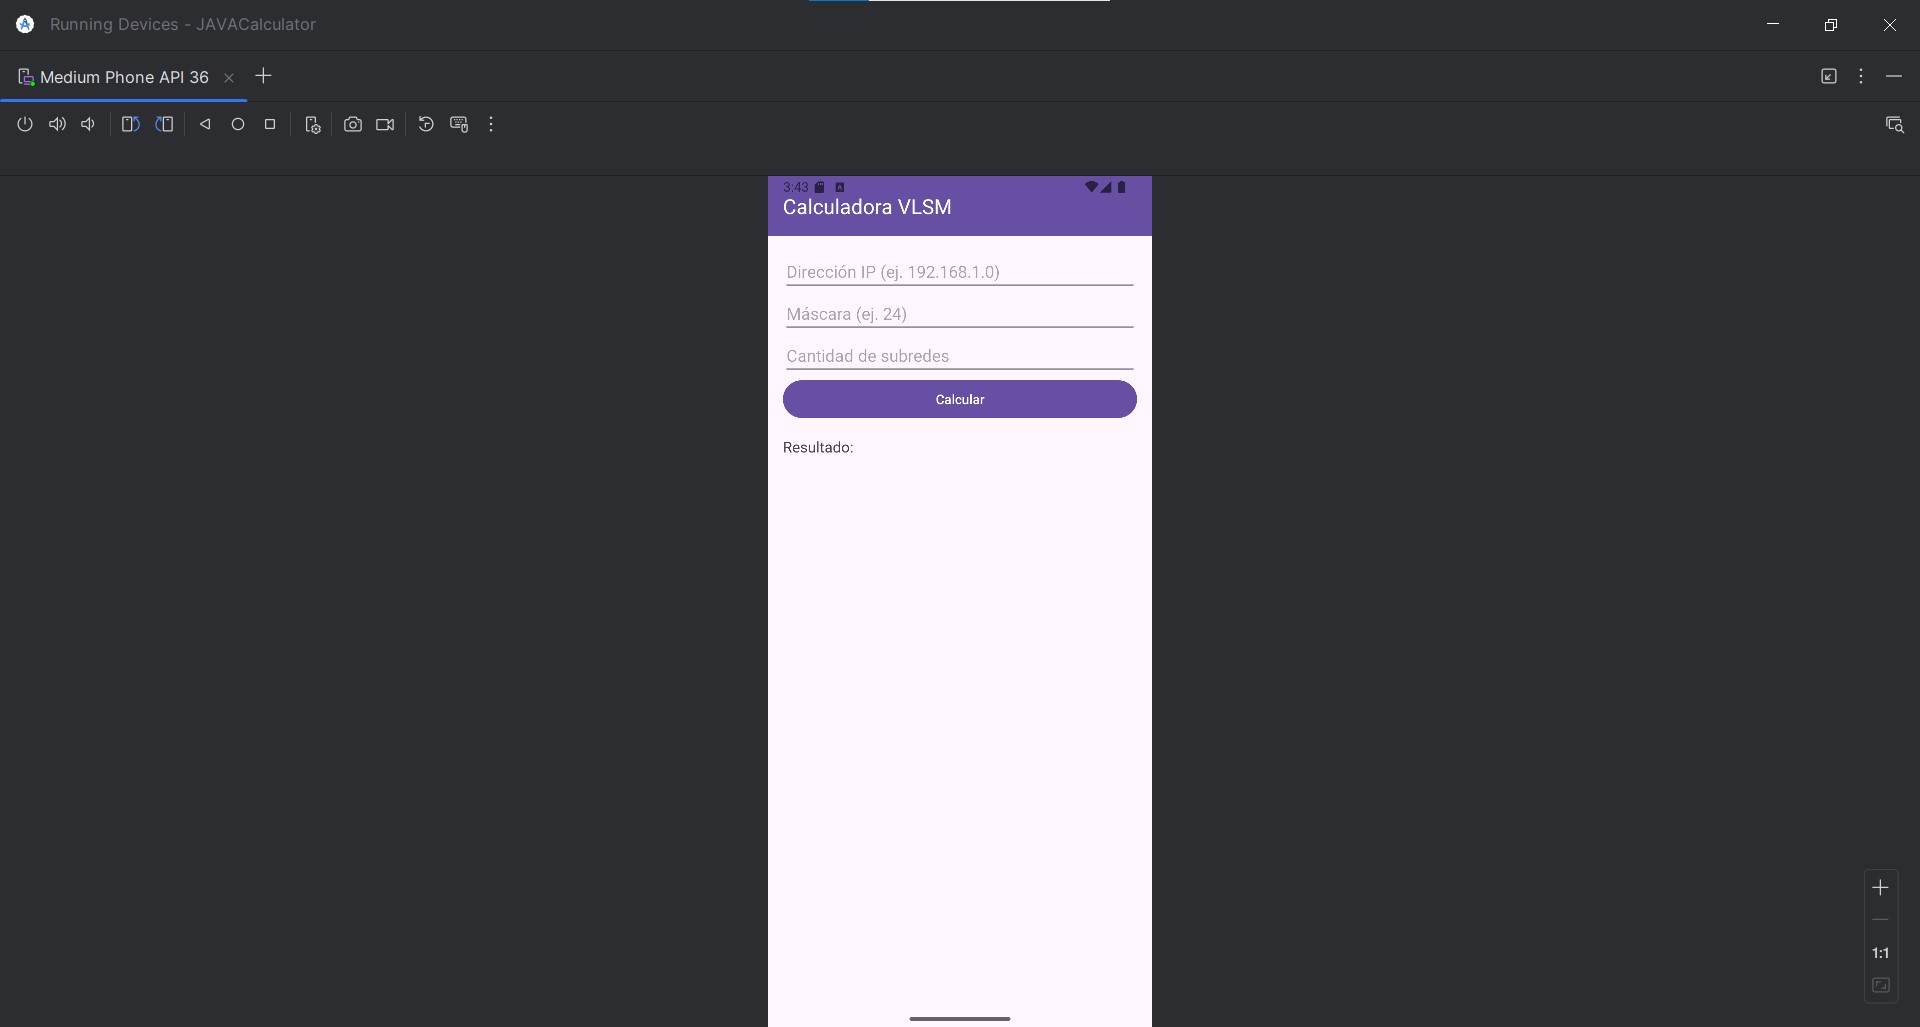 Running Devices - JAVACalculator
Medium Phone API 36
3:43
Calculadora VLSM
Dirección IP (ej. 192.168.1.0)
Máscara (ej. 24)
Cantidad de subredes
Calcular
Resultado:
1:1